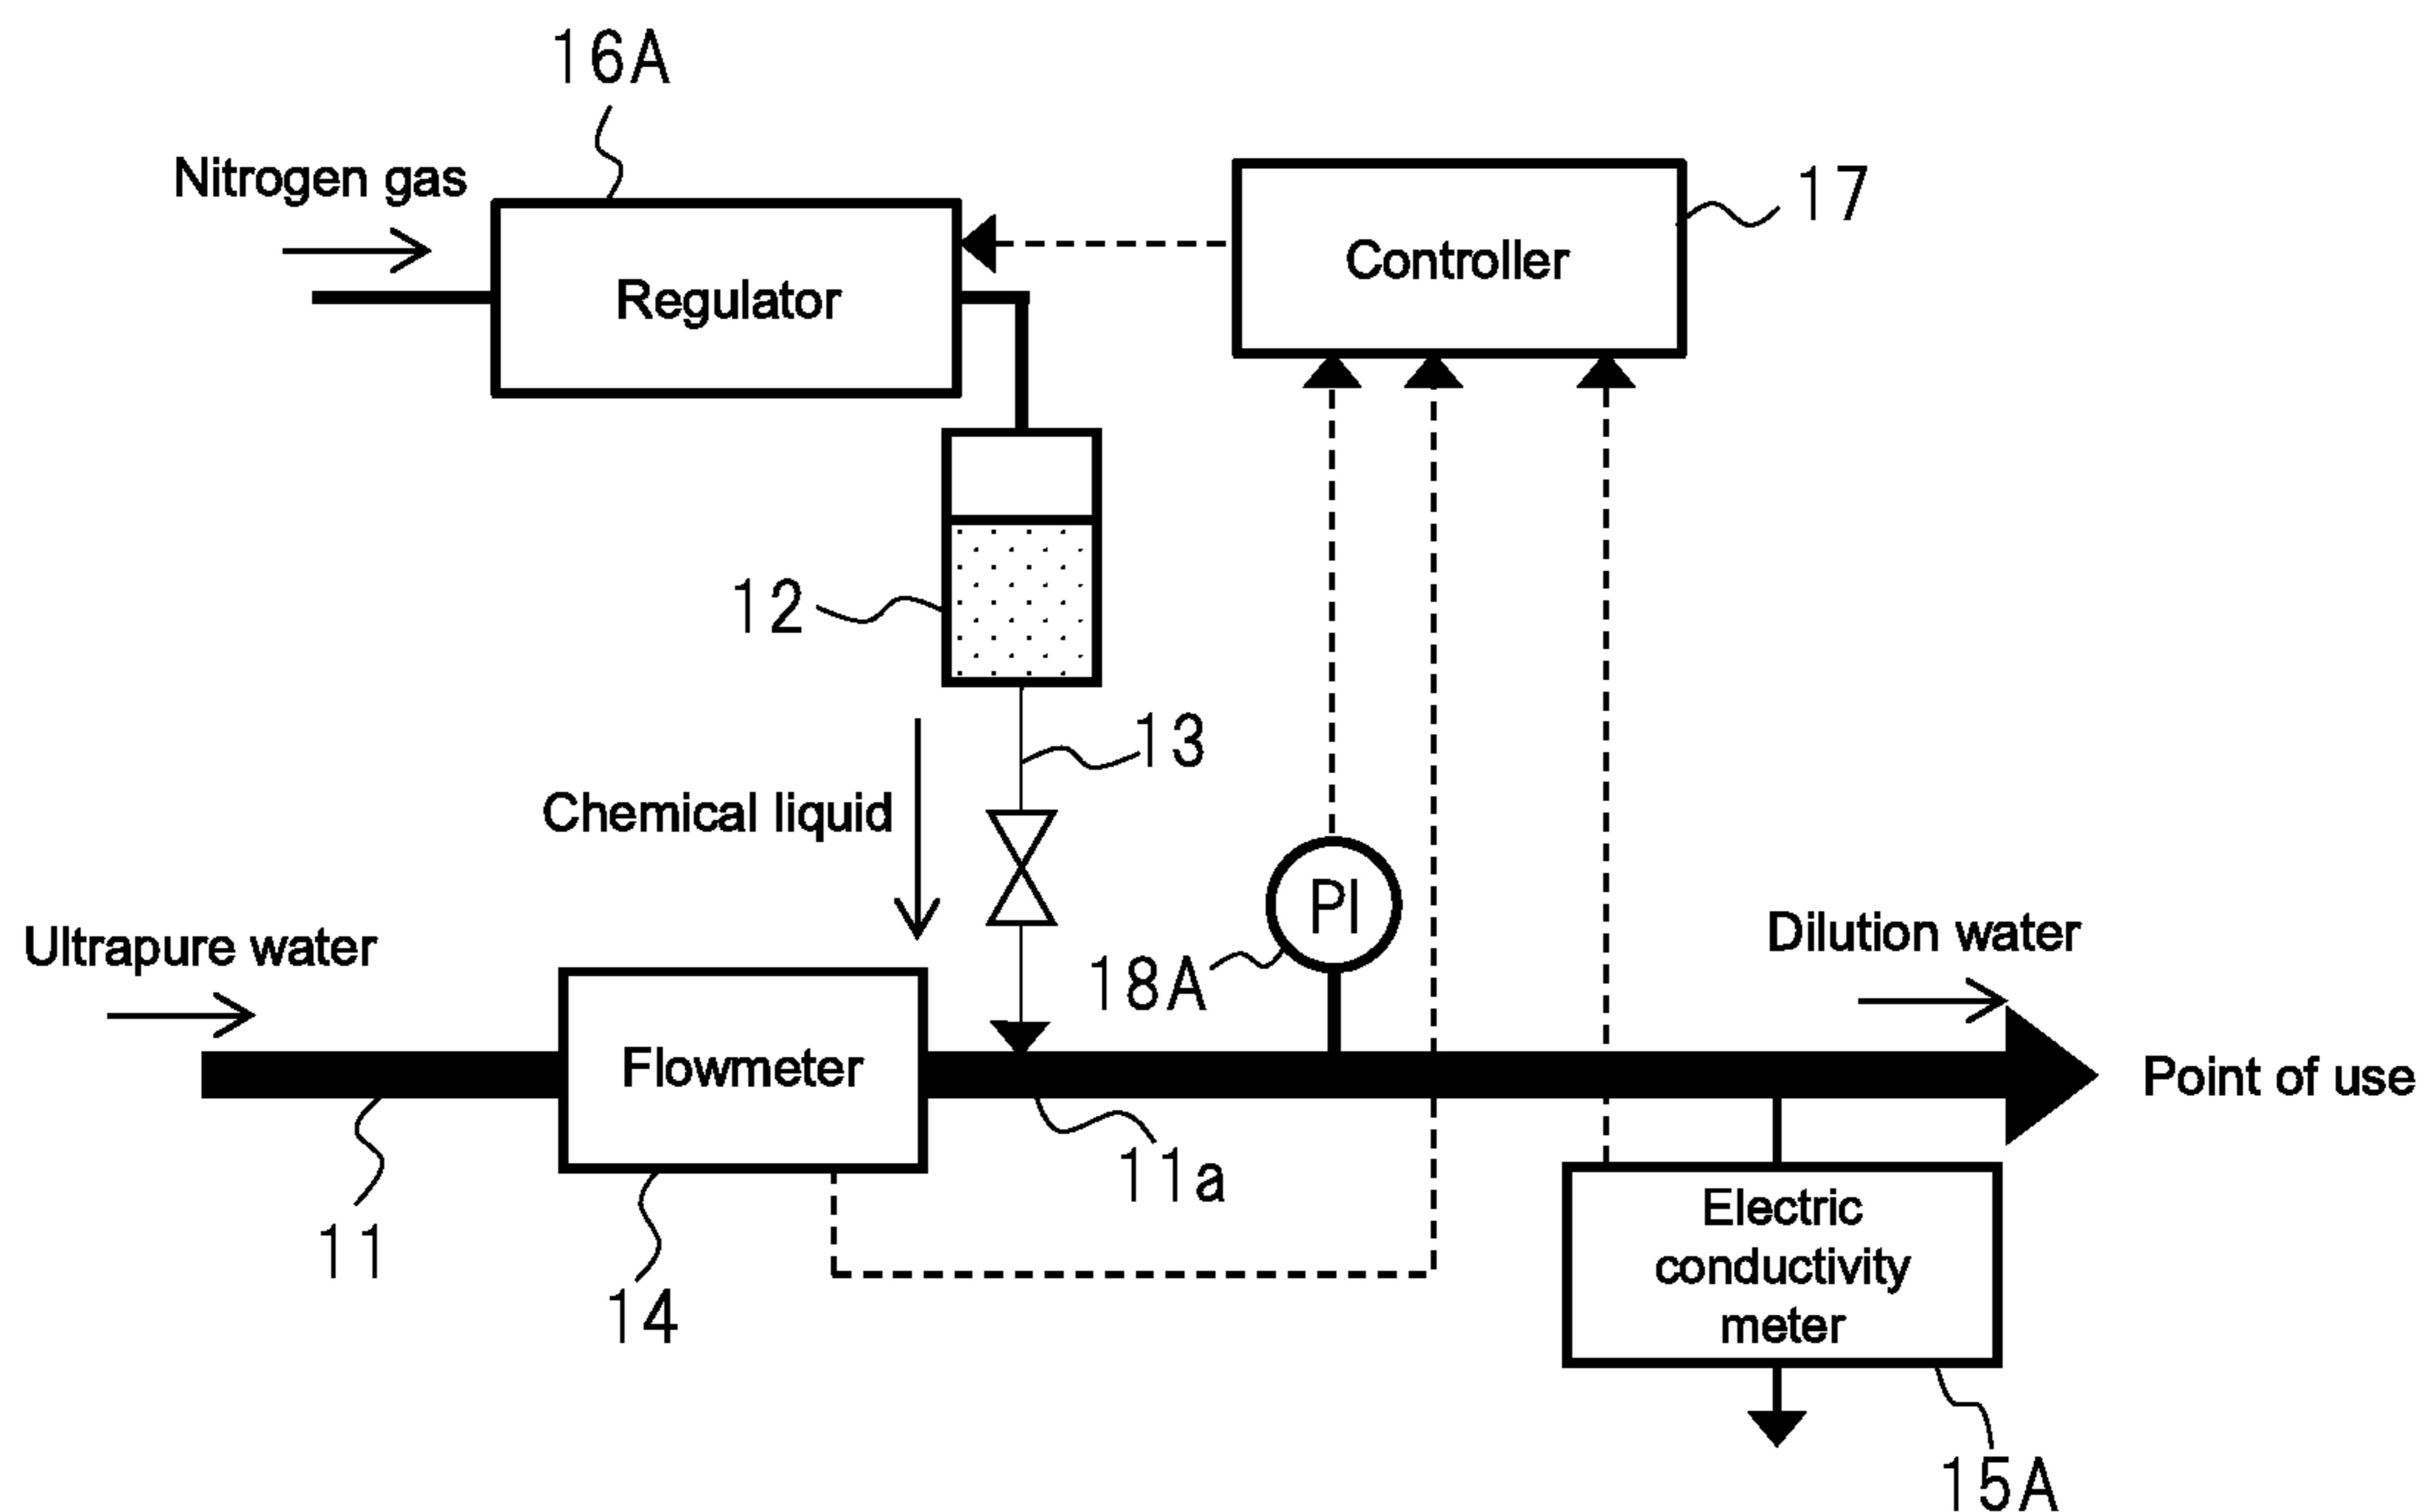 16A
Nitrogen gas
Regulator
Controller
17
12
13
Chemical liquid
PI
18A
Ultrapure water
Dilution water
Flowmeter
Point of use
11
11a
14
Electric
conductivity
meter
15A